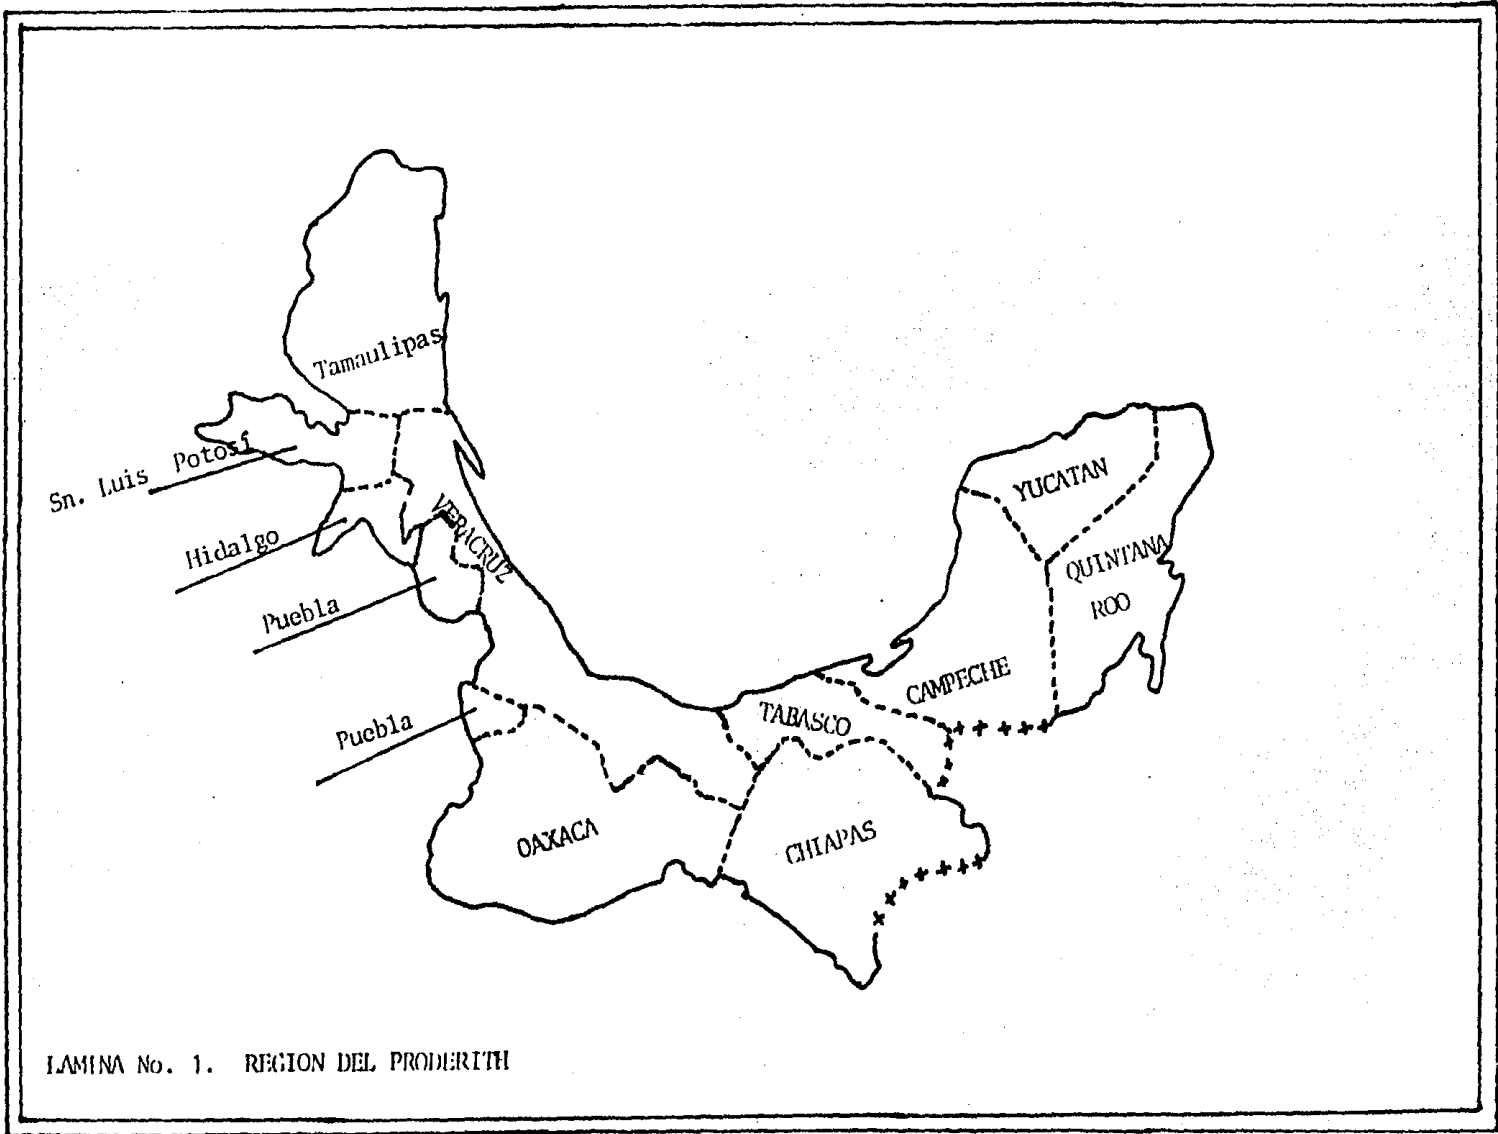 Tamaulipas
Sn. Luis Potosí
Hidalgo
Puebla
Puebla
VERACRUZ
OAXACA
TABASCO
CHIAPAS
CAMPECHE
YUCATAN
QUINTANA
ROO
LAMINA No. 1. REGION DEL PRODERITH